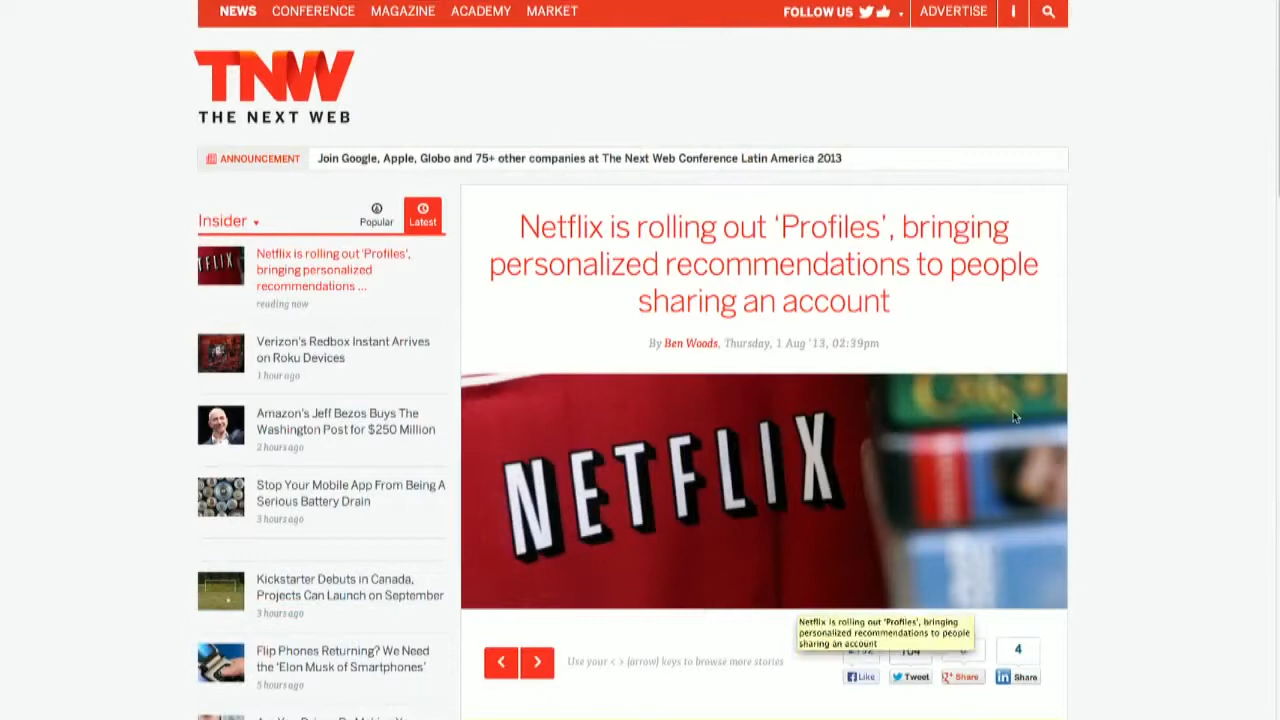 NEWS CONFERENCE MAGAZINE ACADEMY MARKET FOLLOW US ADVERTISE
TNW
THE NEXT WEB
ANNOUNCEMENT Join Google, Apple, Globo and 75+ other companies at The Next Web Conference Latin America 2013
Insider Popular Latest
Netflix is rolling out 'Profiles',
bringing personalized
recommendations ...
reading now
Verizon's Redbox Instant Arrives
on Roku Devices
1 hour ago
Amazon's Jeff Bezos Buys The
Washington Post for $250 Million
2 hours ago
Stop Your Mobile App From Being A
Serious Battery Drain
3 hours ago
Kickstarter Debuts in Canada,
Projects Can Launch on September
3 hours ago
Flip Phones Returning? We Need
the 'Elon Musk of Smartphones'
5 hours ago
Netflix is rolling out 'Profiles', bringing
personalized recommendations to people
sharing an account
By Ben Woods, Thursday, 1 Aug '13, 02:39pm
NETFLIX
Netflix is rolling out 'Profiles', bringing
personalized recommendations to people
sharing an account
Use your < > (arrow) keys to browse more stories
4
Like Tweet Share Share